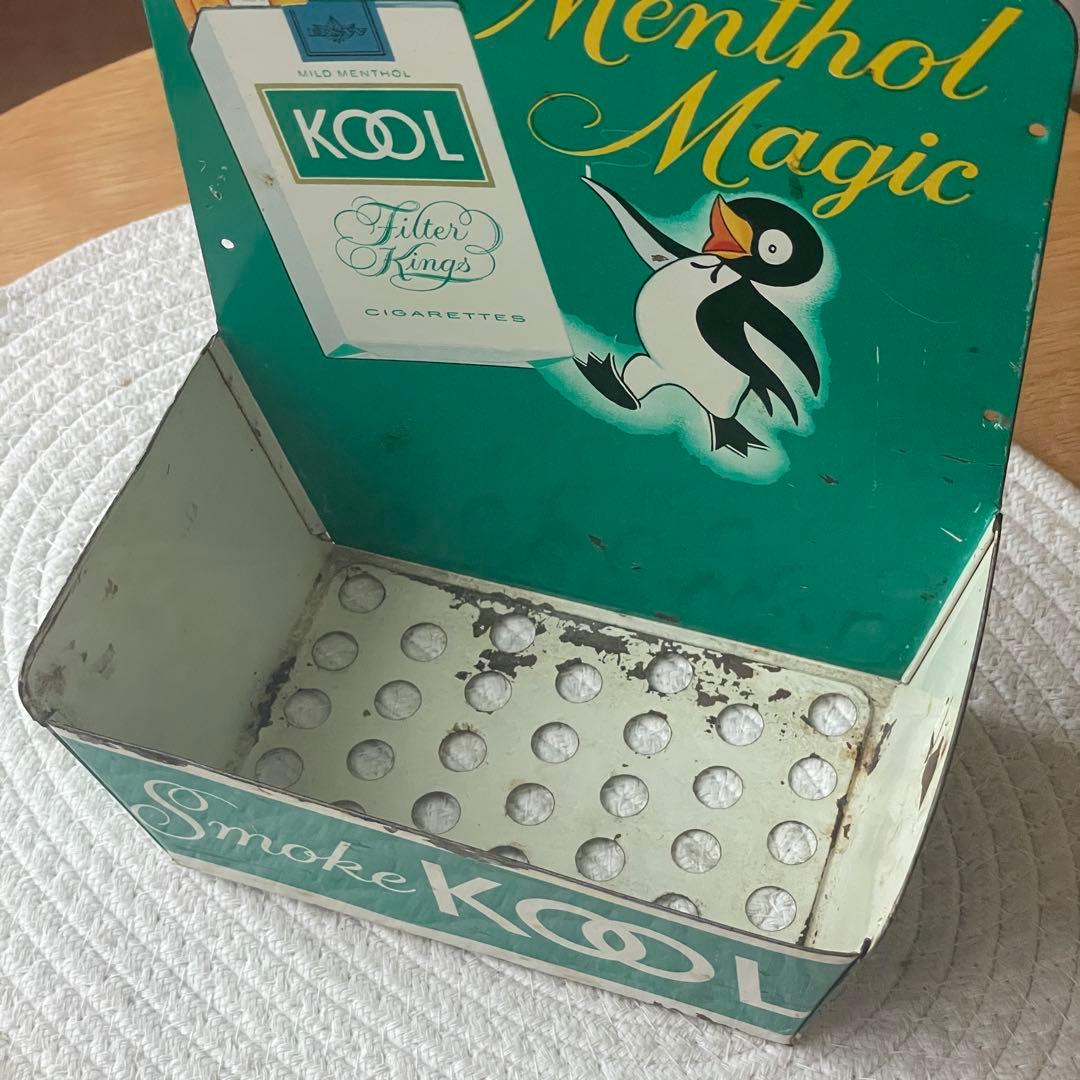 Menthol
Magic
MILD MENTHOL
KOOL
Filter
Kings
CIGARETTES
Smoke KOOL